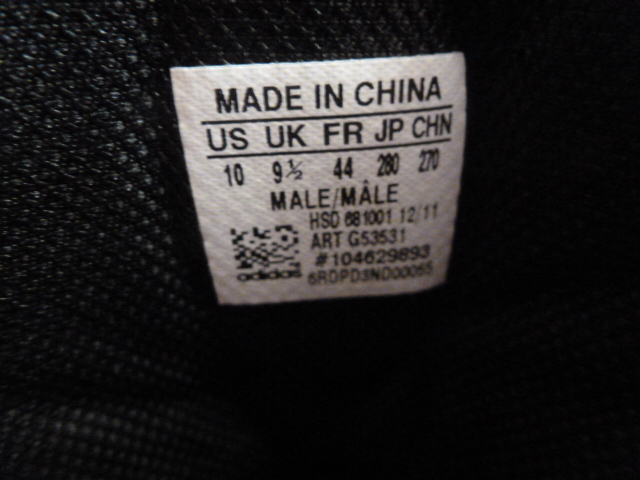 MADE IN CHINA
US UK FR JP CHN
10 9½ 44 280 270
MALE/MÂLE
HSD 681001 12/11
ART G53531
#104629893
adidas 6RDPD3ND00065